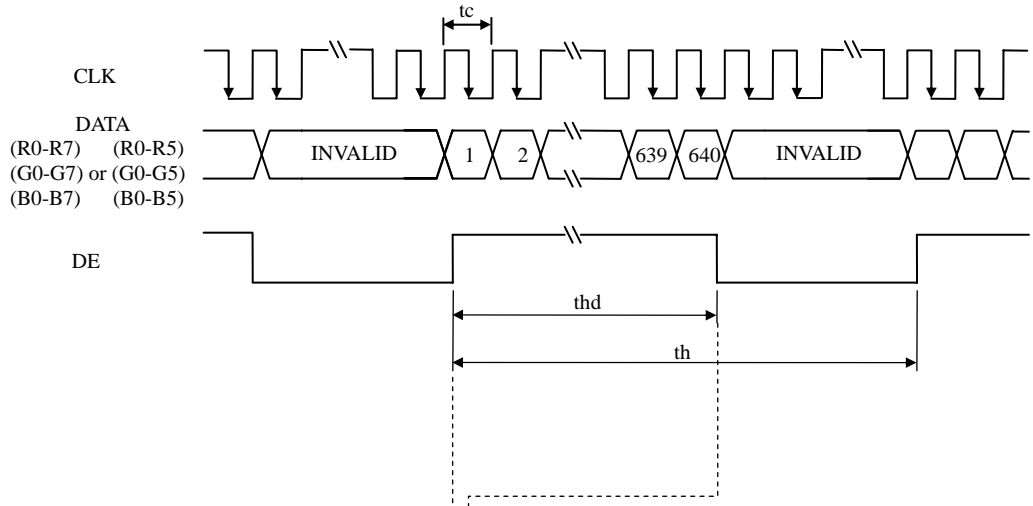 tc
CLK
DATA
(R0-R7) (R0-R5)
(G0-G7) or (G0-G5)
(B0-B7) (B0-B5)
INVALID 1 2 639 640 INVALID
DE
thd
th